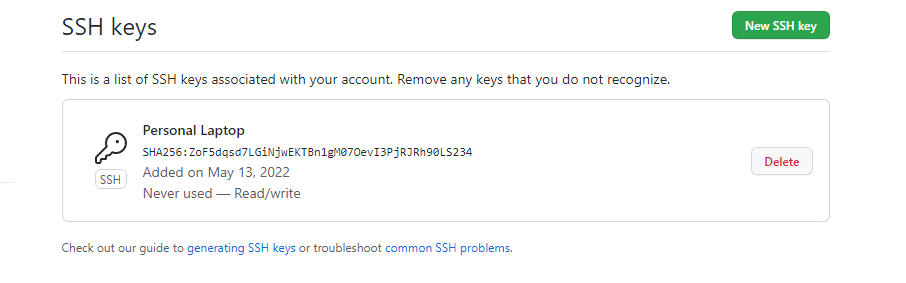 SSH keys
New SSH key
This is a list of SSH keys associated with your account. Remove any keys that you do not recognize.
Personal Laptop
SHA256:ZoF5dqsd7LGiNjwEKTBn1gM07OevI3PjRJRh90LS234
Added on May 13, 2022
Never used — Read/write
SSH
Delete
Check out our guide to generating SSH keys or troubleshoot common SSH problems.